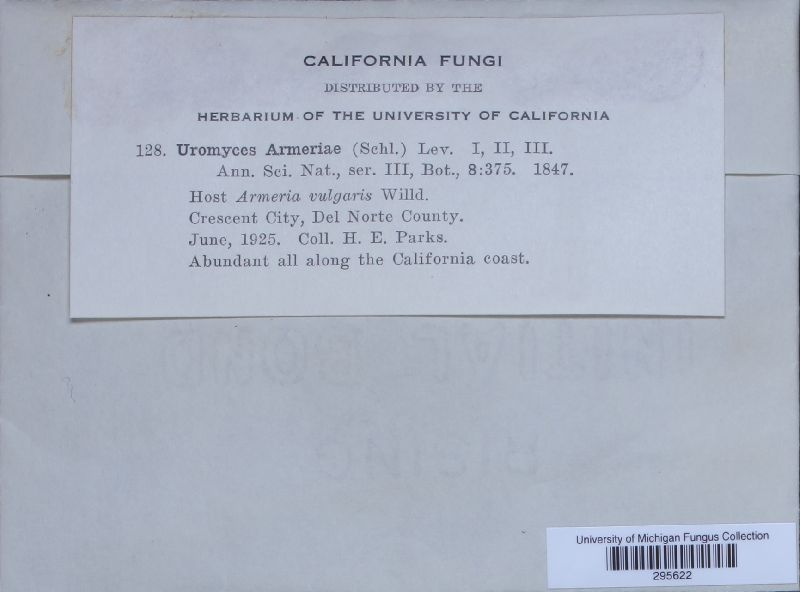 CALIFORNIA FUNGI
DISTRIBUTED BY THE
HERBARIUM OF THE UNIVERSITY OF CALIFORNIA
128. Uromyces Armeriae (Schl.) Lev. I, II, III.
Ann. Sci. Nat., ser. III, Bot., 8:375. 1847.
Host Armeria vulgaris Willd.
Crescent City, Del Norte County.
June, 1925. Coll. H. E. Parks.
Abundant all along the California coast.
University of Michigan Fungus Collection
295622